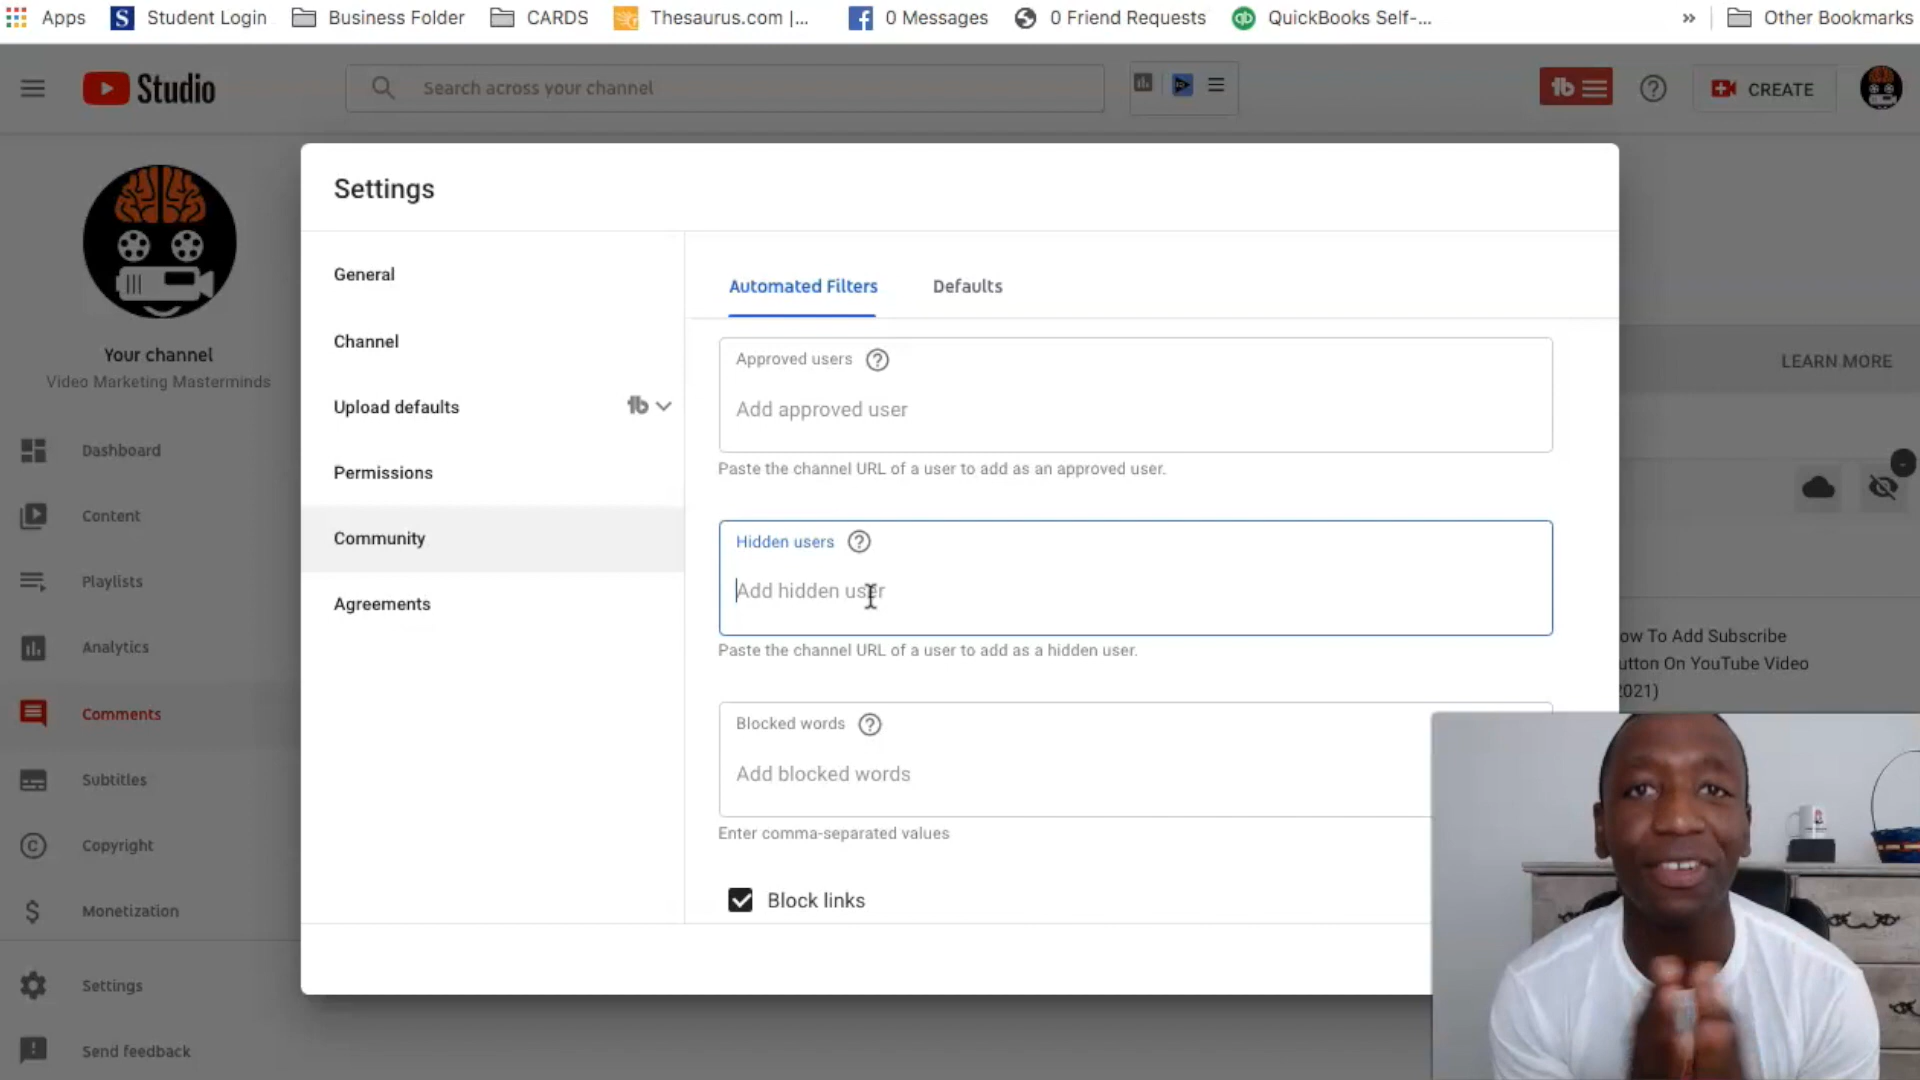 Apps Student Login Business Folder CARDS Thesaurus.com |... 0 Messages 0 Friend Requests QuickBooks Self-... » Other Bookmarks
Studio
Search across your channel
CREATE
Settings
General
Channel
Upload defaults
Permissions
Community
Agreements
Automated Filters Defaults
Approved users
Add approved user
Paste the channel URL of a user to add as an approved user.
Hidden users
Add hidden user
Paste the channel URL of a user to add as a hidden user.
Blocked words
Add blocked words
Enter comma-separated values
Block links
Your channel
Video Marketing Masterminds
Dashboard
Content
Playlists
Analytics
Comments
Subtitles
Copyright
Monetization
Settings
Send feedback
LEARN MORE
ow To Add Subscribe
utton On YouTube Video
2021)